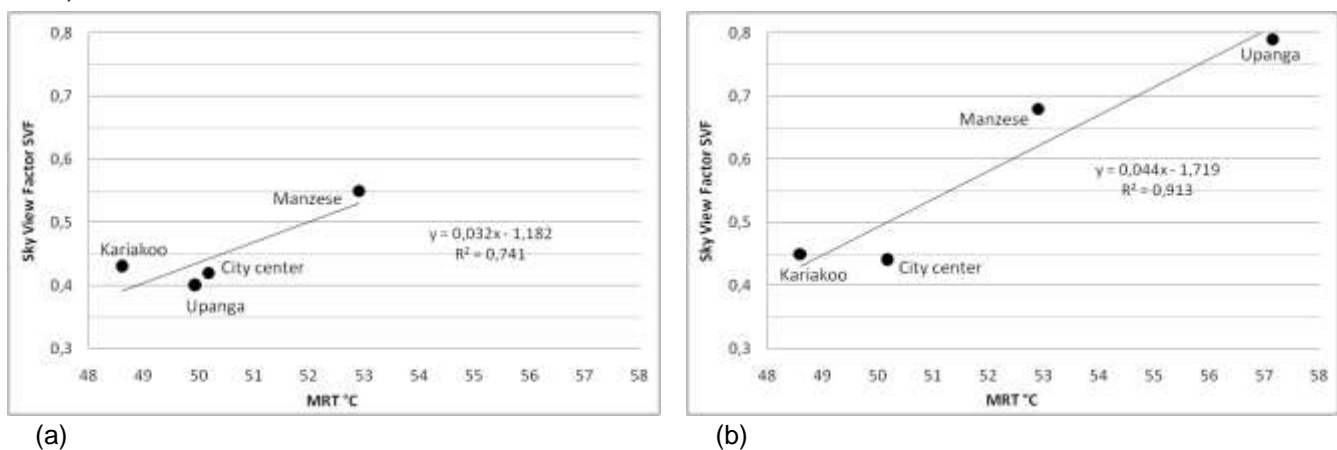 0,8
0,7
0,6
0,5
0,4
0,3
Sky View Factor SVF
Manzese
Kariakoo
City center
Upanga
y = 0,032x - 1,182
R² = 0,741
48 49 50 51 52 53 54 55 56 57 58
MRT °C
(a)
0,8
0,7
0,6
0,5
0,4
0,3
Sky View Factor SVF
Upanga
Manzese
y = 0,044x - 1,719
R² = 0,913
Kariakoo
City center
48 49 50 51 52 53 54 55 56 57 58
MRT °C
(b)